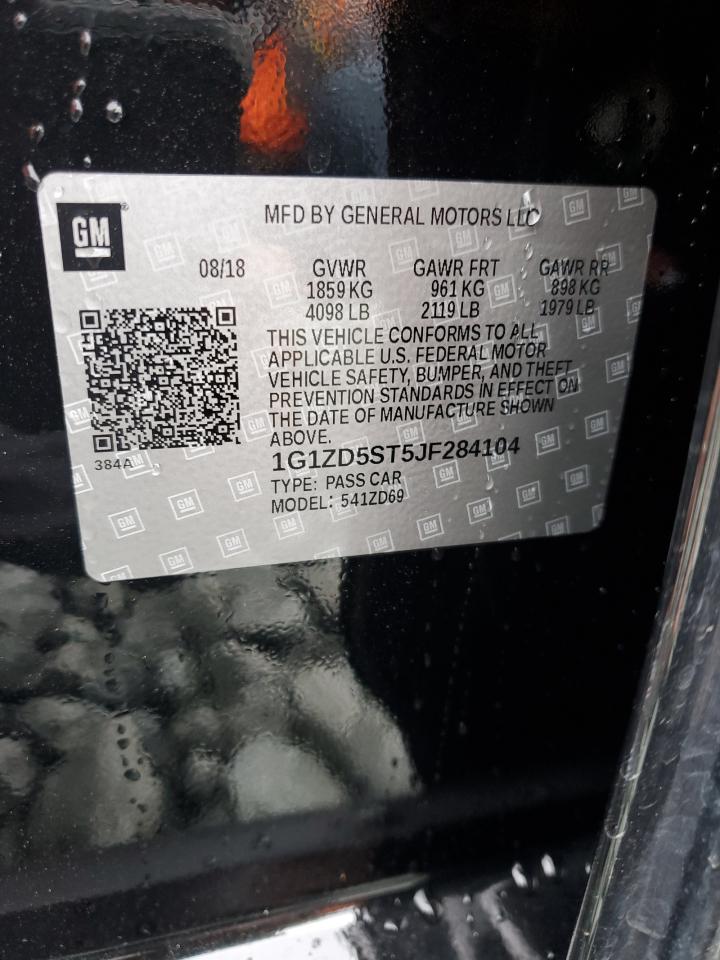 GM
MFD BY GENERAL MOTORS LLC
08/18 GVWR GAWR FRT GAWR RR
1859 KG 961 KG 898 KG
4098 LB 2119 LB 1979 LB
THIS VEHICLE CONFORMS TO ALL
APPLICABLE U.S. FEDERAL MOTOR
VEHICLE SAFETY, BUMPER, AND THEFT
PREVENTION STANDARDS IN EFFECT ON
THE DATE OF MANUFACTURE SHOWN
ABOVE.
384A
1G1ZD5ST5JF284104
TYPE: PASS CAR
MODEL: 541ZD69